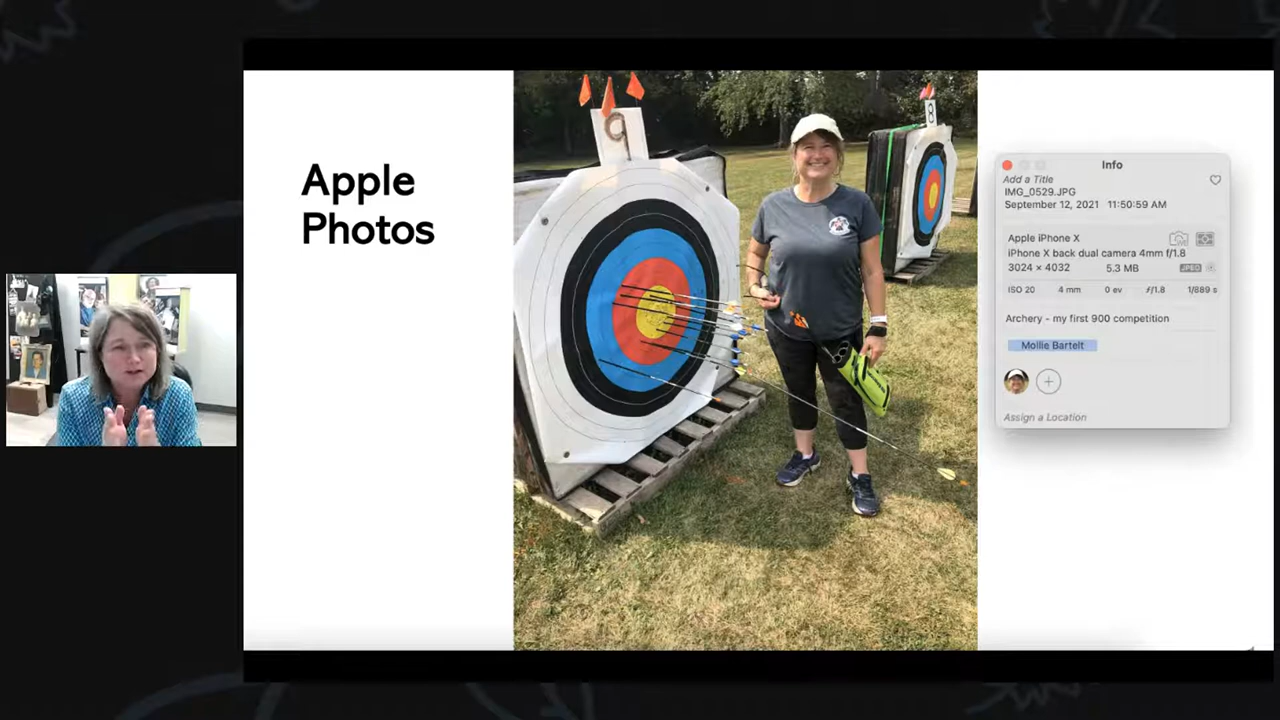 Apple
Photos
9
8
Info
Add a Title
IMG_0529.JPG
September 12, 2021 11:50:59 AM
Apple iPhone X
iPhone X back dual camera 4mm f/1.8
3024 × 4032 5.3 MB JPEG
ISO 20 4 mm 0 ev ƒ/1.8 1/889 s
Archery - my first 900 competition
Mollie Bartelt
Assign a Location